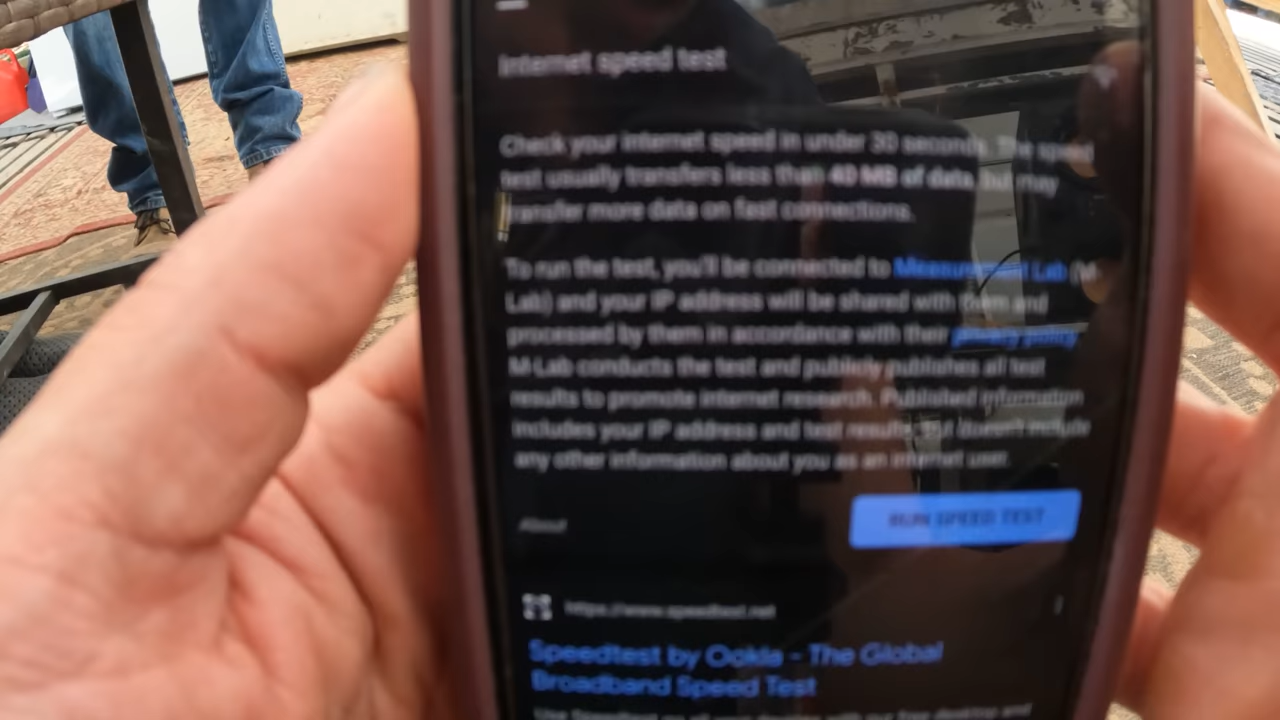 Internet speed test
Check your internet speed in under 30 seconds. The speed
test usually transfers less than 40 MB of data, but may
transfer more data on fast connections.
To run the test, you'll be connected to Measurement Lab (M-
Lab) and your IP address will be shared with them and
processed by them in accordance with their privacy policy.
M-Lab conducts the test and publicly publishes all test
results to promote internet research. Published information
includes your IP address and test results, but doesn't include
any other information about you as an internet user.
About
RUN SPEED TEST
https://www.speedtest.net
Speedtest by Ookla - The Global
Broadband Speed Test